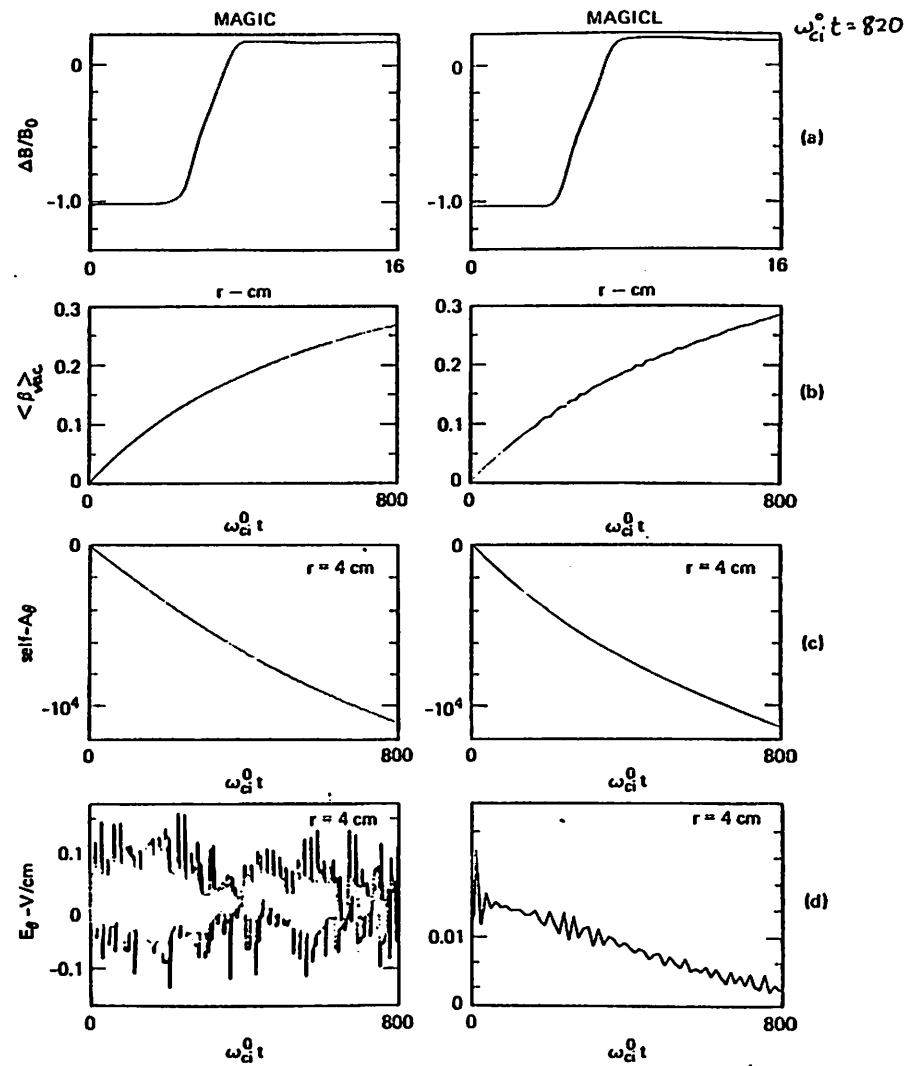 MAGIC MAGICL ω°ci t = 820
0 0
ΔB/B0 (a)
-1.0 -1.0
0 16 0 16
r – cm r – cm
0.3 0.3
0.2 0.2
<β>vac (b)
0.1 0.1
0 0
0 800 0 800
ω⁰ci t ω⁰ci t
0 r = 4 cm 0 r = 4 cm
self-Aθ (c)
-10⁴ -10⁴
0 800 0 800
ω⁰ci t ω⁰ci t
r = 4 cm r = 4 cm
0.1
Eθ -V/cm 0 (d)
0.01
-0.1
0
0 800 0 800
ω⁰ci t ω⁰ci t